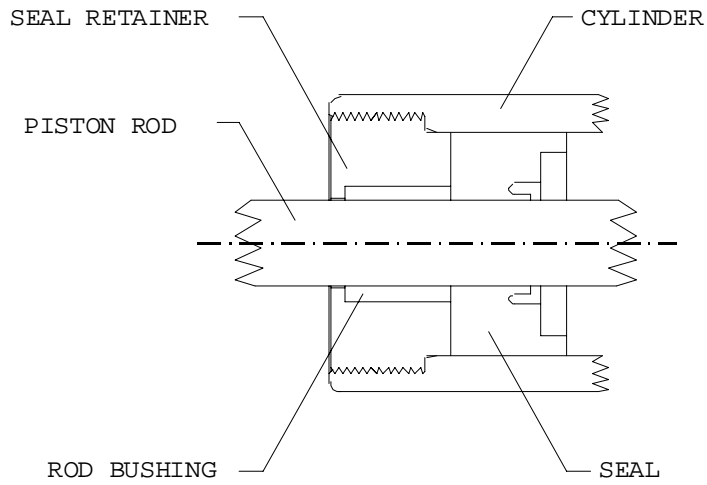 SEAL RETAINER
CYLINDER
PISTON ROD
ROD BUSHING
SEAL